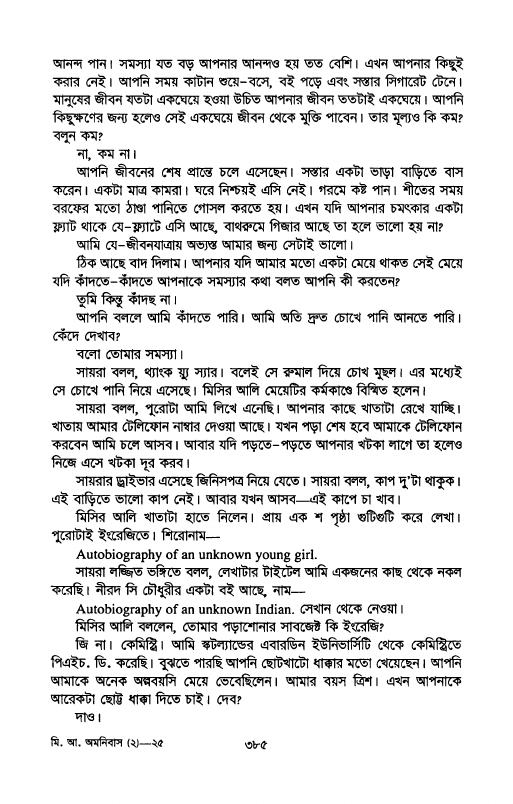 আনন্দ পান। সমস্যা যত বড় আপনার আনন্দও হয় তত বেশি। এখন আপনার কিছুই
করার নেই। আপনি সময় কাটান শুয়ে–বসে, বই পড়ে এবং সস্তার সিগারেট টেনে।
মানুষের জীবন যতটা একঘেয়ে হওয়া উচিত আপনার জীবন ততটাই একঘেয়ে। আপনি
কিছুক্ষণের জন্য হলেও সেই একঘেয়ে জীবন থেকে মুক্তি পাবেন। তার মূল্যও কি কম?
বলুন কম?
না, কম না।
আপনি জীবনের শেষ প্রান্তে চলে এসেছেন। সস্তার একটা ভাড়া বাড়িতে বাস
করেন। একটা মাত্র কামরা। ঘরে নিশ্চয়ই এসি নেই। গরমে কষ্ট পান। শীতের সময়
বরফের মতো ঠাণ্ডা পানিতে গোসল করতে হয়। এখন যদি আপনার চমৎকার একটা
ফ্ল্যাট থাকে যে–ফ্ল্যাটে এসি আছে, বাথরুমে গিজার আছে তা হলে ভালো হয় না?
আমি যে–জীবনযাত্রায় অভ্যস্ত আমার জন্য সেটাই ভালো।
ঠিক আছে বাদ দিলাম। আপনার যদি আমার মতো একটা মেয়ে থাকত সেই মেয়ে
যদি কাঁদতে–কাঁদতে আপনাকে সমস্যার কথা বলত আপনি কী করতেন?
তুমি কিন্তু কাঁদছ না।
আপনি বললে আমি কাঁদতে পারি। আমি অতি দ্রুত চোখে পানি আনতে পারি।
কেঁদে দেখাব?
বলো তোমার সমস্যা।
সায়রা বলল, থ্যাংক য়্যু স্যার। বলেই সে রুমাল দিয়ে চোখ মুছল। এর মধ্যেই
সে চোখে পানি নিয়ে এসেছে। মিসির আলি মেয়েটির কর্মকাণ্ডে বিস্মিত হলেন।
সায়রা বলল, পুরোটা আমি লিখে এনেছি। আপনার কাছে খাতাটা রেখে যাচ্ছি।
খাতায় আমার টেলিফোন নাম্বার দেওয়া আছে। যখন পড়া শেষ হবে আমাকে টেলিফোন
করবেন আমি চলে আসব। আবার যদি পড়তে–পড়তে আপনার খটকা লাগে তা হলেও
নিজে এসে খটকা দূর করব।
সায়রার ড্রাইভার এসেছে জিনিসপত্র নিয়ে যেতে। সায়রা বলল, কাপ দু'টা থাকুক।
এই বাড়িতে ভালো কাপ নেই। আবার যখন আসব—এই কাপে চা খাব।
মিসির আলি খাতাটা হাতে নিলেন। প্রায় এক শ পৃষ্ঠা গুটিগুটি করে লেখা।
পুরোটাই ইংরেজিতে। শিরোনাম—
Autobiography of an unknown young girl.
সায়রা লজ্জিত ভঙ্গিতে বলল, লেখাটার টাইটেল আমি একজনের কাছ থেকে নকল
করেছি। নীরদ সি চৌধুরীর একটা বই আছে, নাম—
Autobiography of an unknown Indian. সেখান থেকে নেওয়া।
মিসির আলি বললেন, তোমার পড়াশোনার সাবজেক্ট কি ইংরেজি?
জি না। কেমিস্ট্রি। আমি স্কটল্যান্ডের এবারডিন ইউনিভার্সিটি থেকে কেমিস্ট্রিতে
পিএইচ. ডি. করেছি। বুঝতে পারছি আপনি ছোটখাটো ধাক্কার মতো খেয়েছেন। আপনি
আমাকে অনেক অল্পবয়সি মেয়ে ভেবেছিলেন। আমার বয়স ত্রিশ। এখন আপনাকে
আরেকটা ছোট্ট ধাক্কা দিতে চাই। দেব?
দাও।
মি. আ. অমনিবাস (২)—২৫
৩৮৫